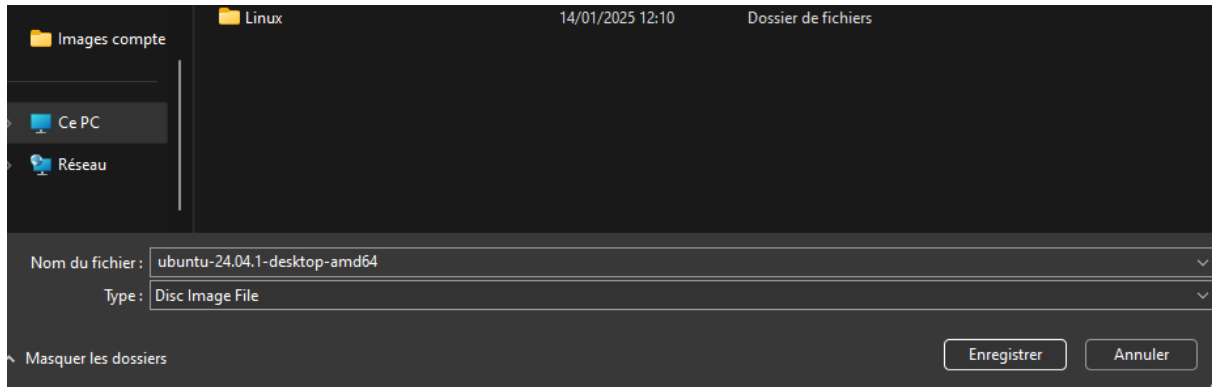 Linux 14/01/2025 12:10 Dossier de fichiers
Images compte
Ce PC
Réseau
Nom du fichier : ubuntu-24.04.1-desktop-amd64
Type : Disc Image File
Masquer les dossiers Enregistrer Annuler